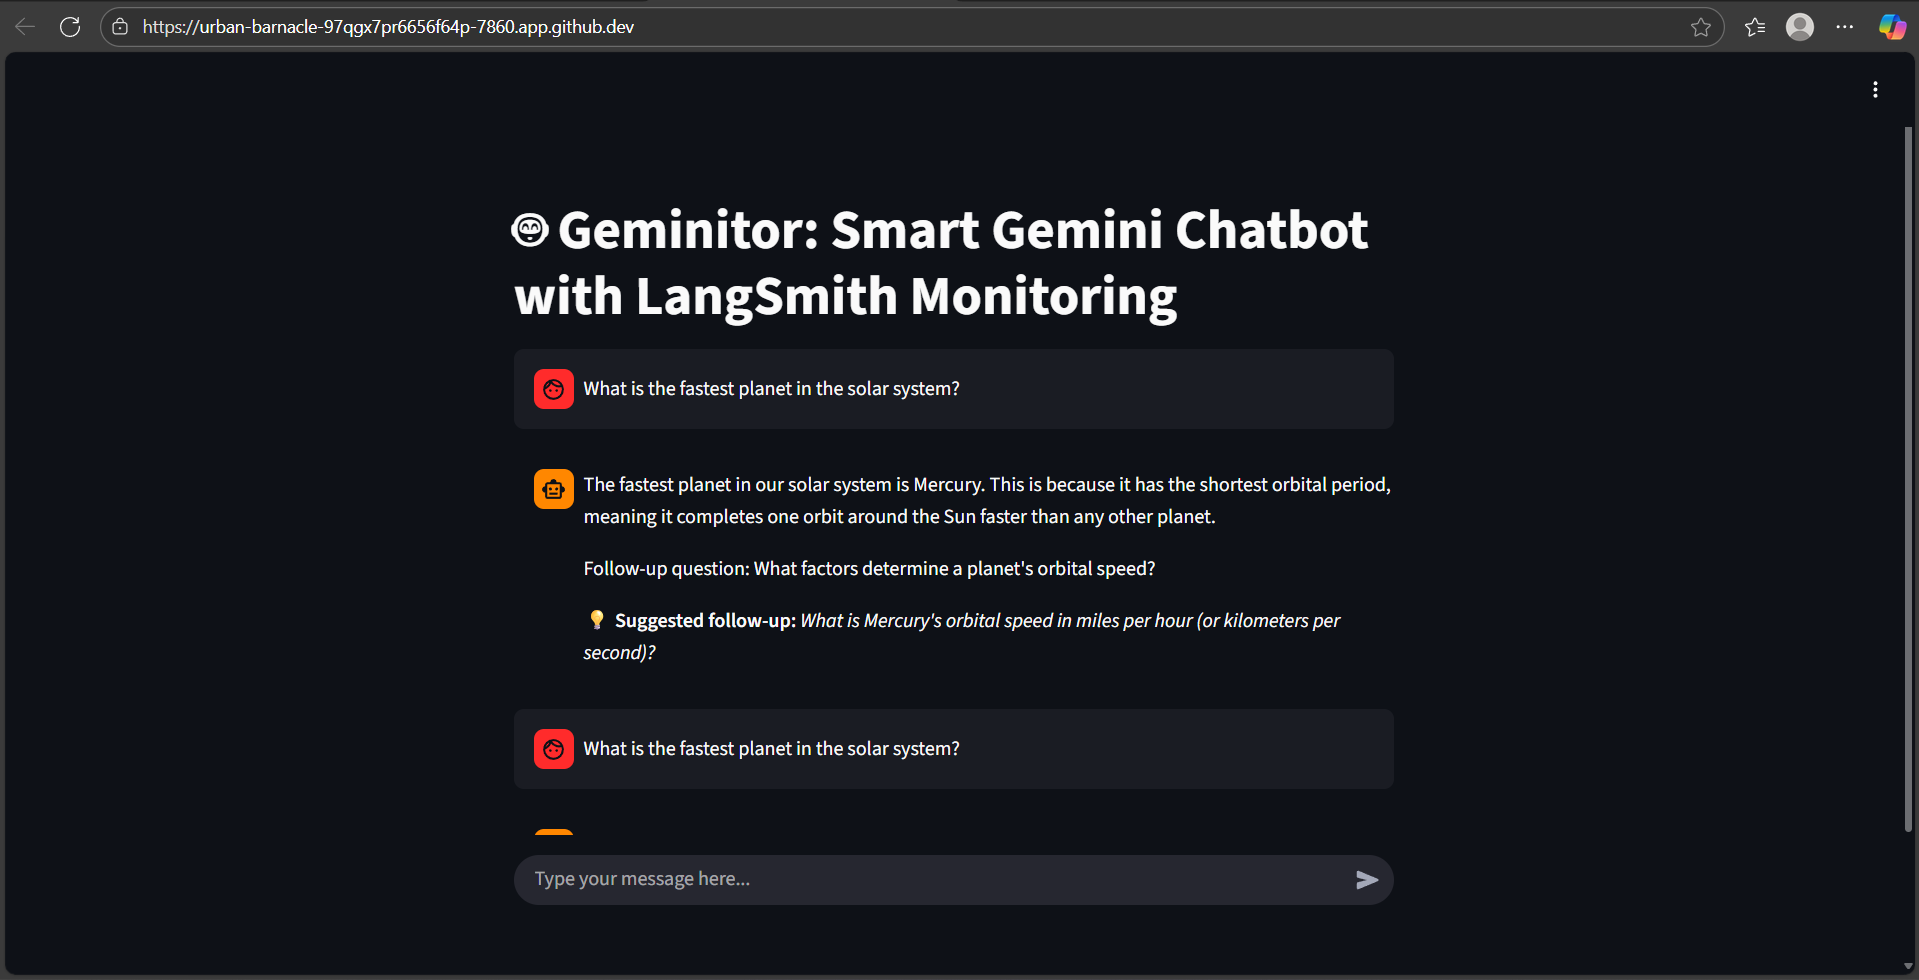 https://urban-barnacle-97qgx7pr6656f64p-7860.app.github.dev
Geminitor: Smart Gemini Chatbot
with LangSmith Monitoring
What is the fastest planet in the solar system?
The fastest planet in our solar system is Mercury. This is because it has the shortest orbital period,
meaning it completes one orbit around the Sun faster than any other planet.
Follow-up question: What factors determine a planet's orbital speed?
💡 Suggested follow-up: What is Mercury's orbital speed in miles per hour (or kilometers per
second)?
What is the fastest planet in the solar system?
Type your message here...